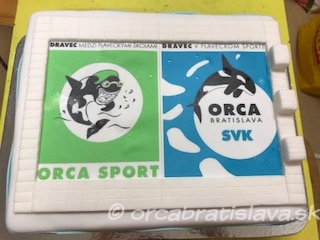 DRAVEC MEDZI PLAVECKÝMI ŠKOLAMI
DRAVEC V PLAVECKOM ŠPORTE
ORCA SPORT
ORCA
BRATISLAVA
SVK
© orcabratislava.sk